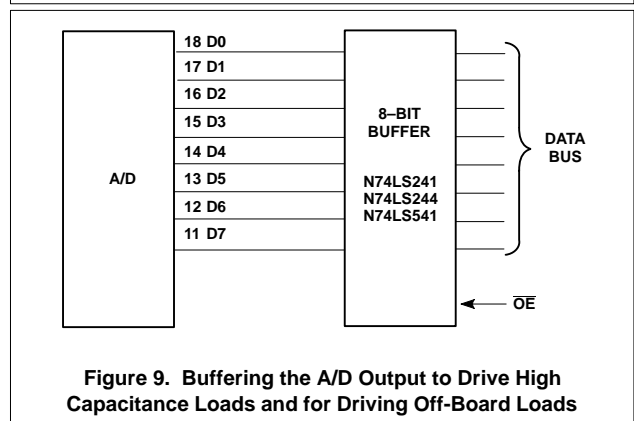 18 D0
17 D1
16 D2
15 D3
14 D4
13 D5
12 D6
11 D7
A/D
8–BIT
BUFFER
N74LS241
N74LS244
N74LS541
DATA
BUS
OE
Figure 9. Buffering the A/D Output to Drive High
Capacitance Loads and for Driving Off-Board Loads